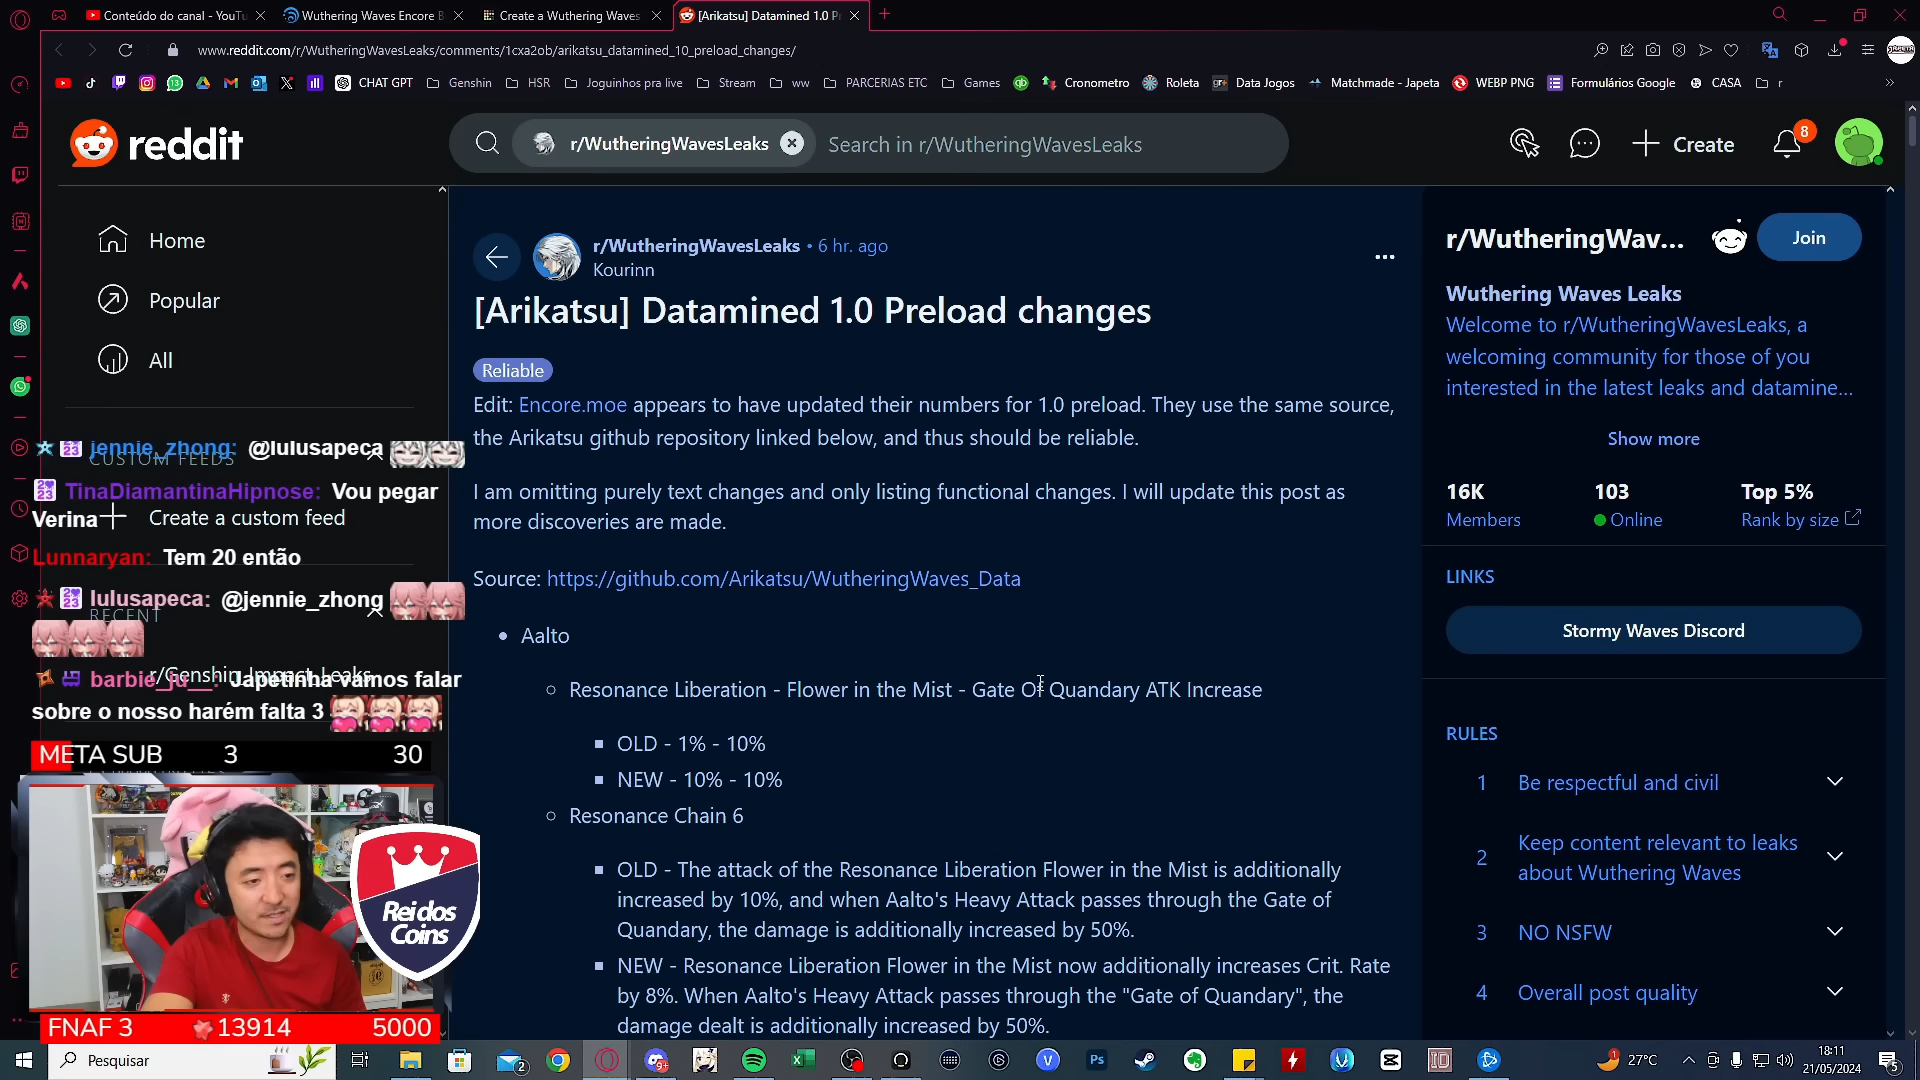 Conteúdo do canal - YouTu
Wuthering Waves Encore B
Create a Wuthering Waves
[Arikatsu] Datamined 1.0 P
www.reddit.com/r/WutheringWavesLeaks/comments/1cxa2ob/arikatsu_datamined_10_preload_changes/
CHAT GPT
Genshin
HSR
Joguinhos pra live
Stream
ww
PARCERIAS ETC
Games
Cronometro
Roleta
Data Jogos
Matchmade - Japeta
WEBP PNG
Formulários Google
CASA
r
reddit
r/WutheringWavesLeaks
Search in r/WutheringWavesLeaks
Create
8
Home
Popular
All
CUSTOM FEEDS
Create a custom feed
RECENT
r/Genshin_Impact_Leaks
jennie_zhong: @lulusapeca
TinaDiamantinaHipnose: Vou pegar
Verina
Lunnaryan: Tem 20 então
lulusapeca: @jennie_zhong
barbie_ju__: Japetinha vamos falar
sobre o nosso harém falta 3
META SUB 3 30
Rei dos
Coins
FNAF 3 13914 5000
r/WutheringWavesLeaks • 6 hr. ago
Kourinn
[Arikatsu] Datamined 1.0 Preload changes
Reliable
Edit: Encore.moe appears to have updated their numbers for 1.0 preload. They use the same source,
the Arikatsu github repository linked below, and thus should be reliable.
I am omitting purely text changes and only listing functional changes. I will update this post as
more discoveries are made.
Source: https://github.com/Arikatsu/WutheringWaves_Data
• Aalto
Resonance Liberation - Flower in the Mist - Gate Of Quandary ATK Increase
OLD - 1% - 10%
NEW - 10% - 10%
Resonance Chain 6
OLD - The attack of the Resonance Liberation Flower in the Mist is additionally
increased by 10%, and when Aalto's Heavy Attack passes through the Gate of
Quandary, the damage is additionally increased by 50%.
NEW - Resonance Liberation Flower in the Mist now additionally increases Crit. Rate
by 8%. When Aalto's Heavy Attack passes through the "Gate of Quandary", the
damage dealt is additionally increased by 50%.
r/WutheringWav...
Join
Wuthering Waves Leaks
Welcome to r/WutheringWavesLeaks, a
welcoming community for those of you
interested in the latest leaks and datamine...
Show more
16K 103 Top 5%
Members Online Rank by size
LINKS
Stormy Waves Discord
RULES
1 Be respectful and civil
2 Keep content relevant to leaks
about Wuthering Waves
3 NO NSFW
4 Overall post quality
Pesquisar
27°C
18:11
21/05/2024